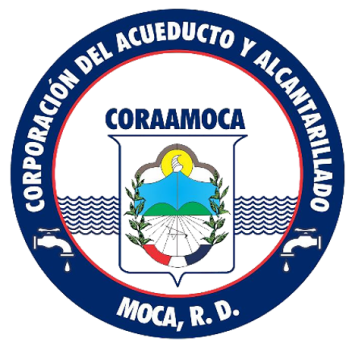 CORPORACIÓN DEL ACUEDUCTO Y ALCANTARILLADO
CORAAMOCA
MOCA, R. D.